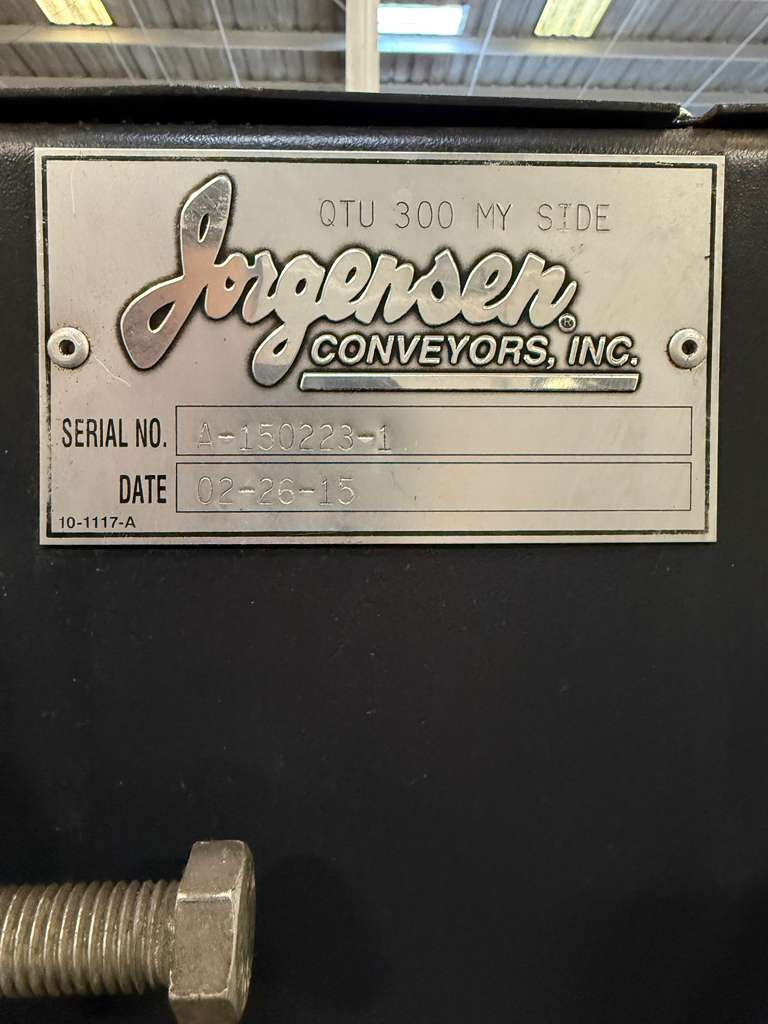 QTU 300 MY SIDE
Jorgensen®
CONVEYORS, INC.
SERIAL NO. A-150223-1
DATE 02-26-15
10-1117-A